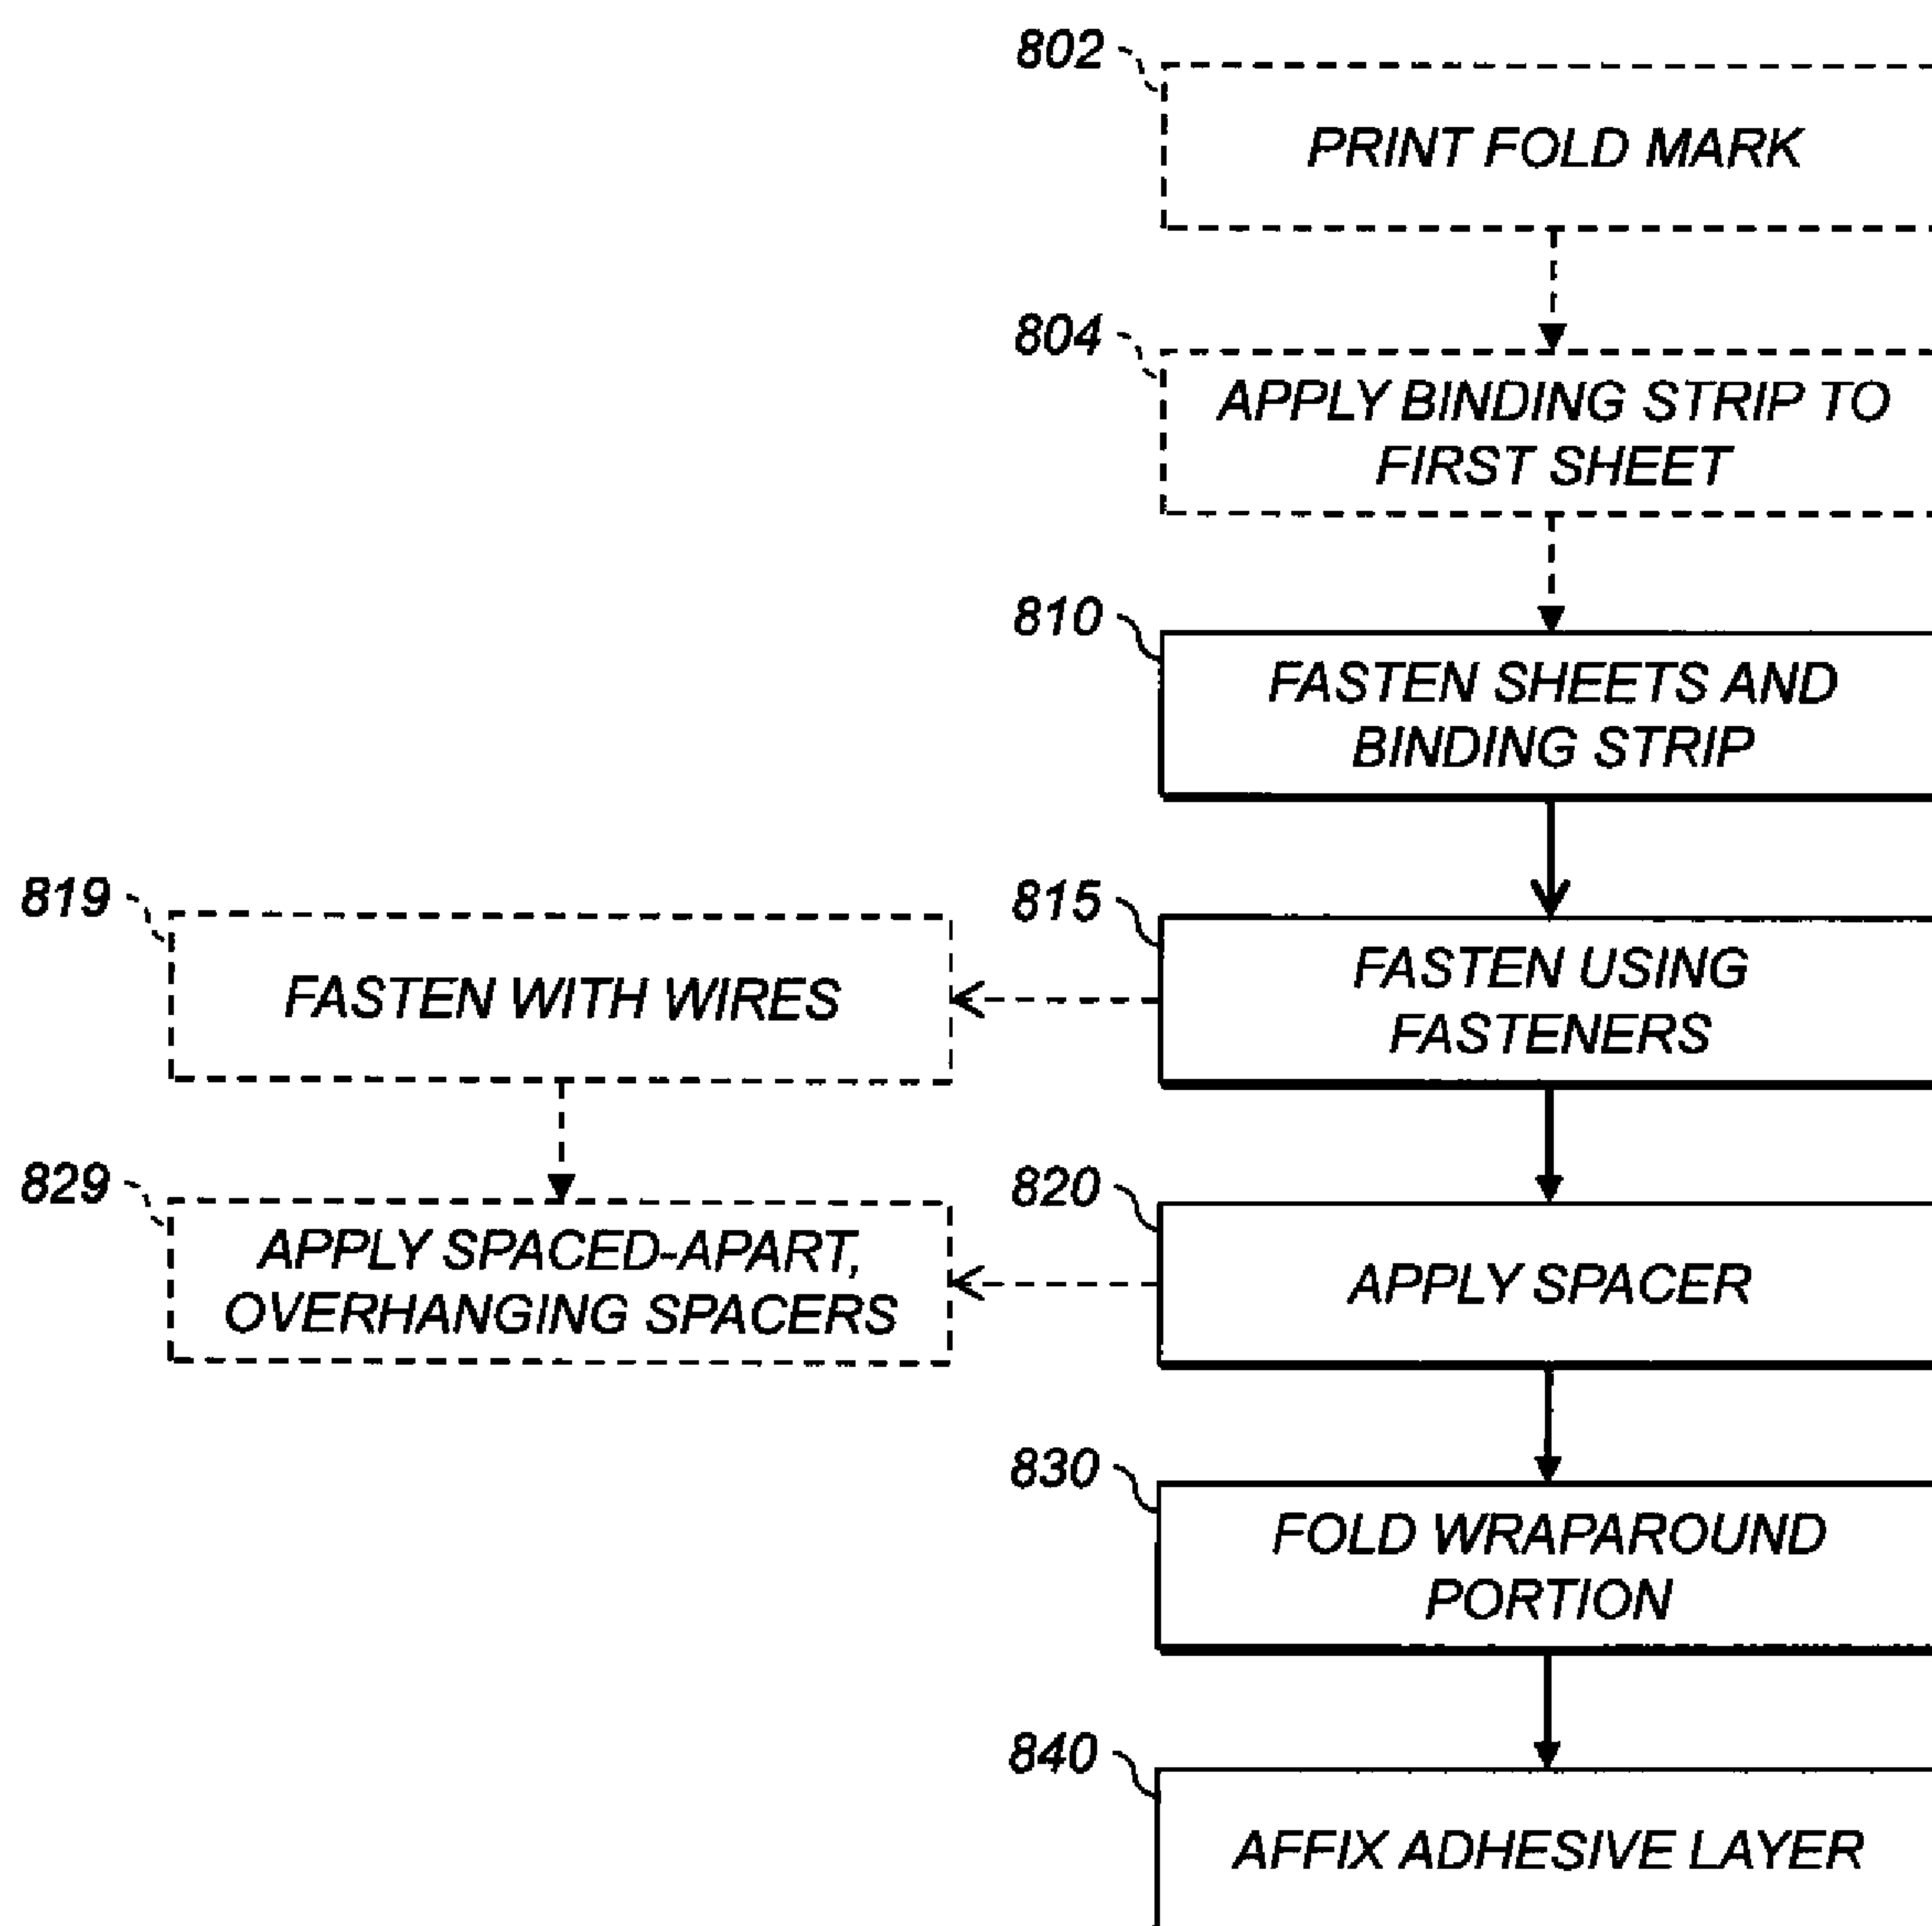 802
PRINT FOLD MARK
804
APPLY BINDING STRIP TO
FIRST SHEET
810
FASTEN SHEETS AND
BINDING STRIP
819
FASTEN WITH WIRES
815
FASTEN USING
FASTENERS
829
APPLY SPACED-APART,
OVERHANGING SPACERS
820
APPLY SPACER
830
FOLD WRAPAROUND
PORTION
840
AFFIX ADHESIVE LAYER